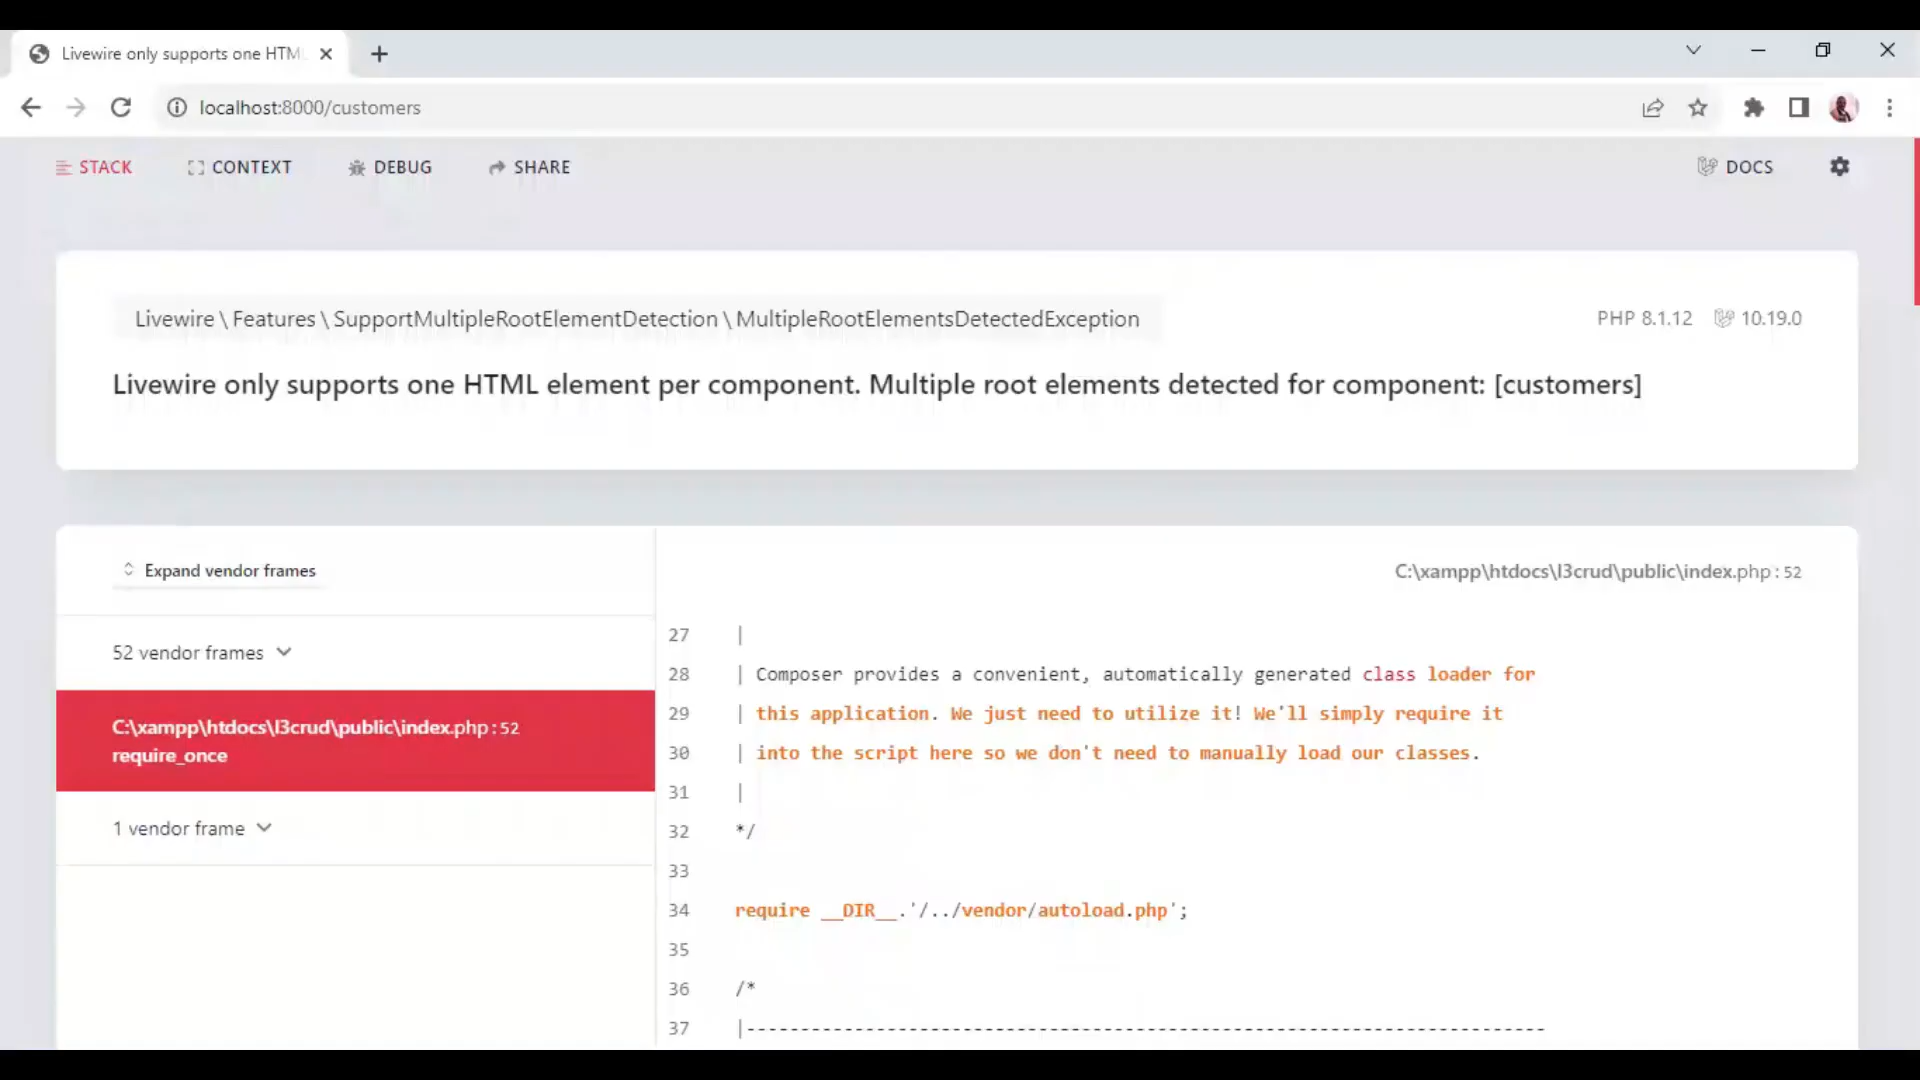 Livewire only supports one HTM
localhost:8000/customers
STACK
CONTEXT
DEBUG
SHARE
DOCS
Livewire \ Features \ SupportMultipleRootElementDetection \ MultipleRootElementsDetectedException
PHP 8.1.12
10.19.0
Livewire only supports one HTML element per component. Multiple root elements detected for component: [customers]
Expand vendor frames
52 vendor frames
C:\xampp\htdocs\l3crud\public\index.php:52
require_once
1 vendor frame
C:\xampp\htdocs\l3crud\public\index.php:52
27 |
28 | Composer provides a convenient, automatically generated class loader for
29 | this application. We just need to utilize it! We'll simply require it
30 | into the script here so we don't need to manually load our classes.
31 |
32 */
33
34 require __DIR__.'/../vendor/autoload.php';
35
36 /*
37 |--------------------------------------------------------------------------